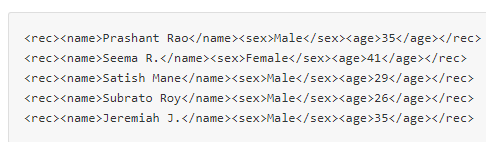 <rec><name>Prashant Rao</name><sex>Male</sex><age>35</age></rec>
<rec><name>Seema R.</name><sex>Female</sex><age>41</age></rec>
<rec><name>Satish Mane</name><sex>Male</sex><age>29</age></rec>
<rec><name>Subrato Roy</name><sex>Male</sex><age>26</age></rec>
<rec><name>Jeremiah J.</name><sex>Male</sex><age>35</age></rec>